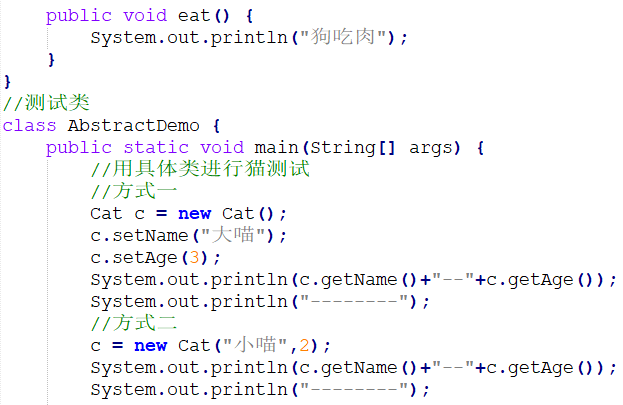 public void eat() {
        System.out.println("狗吃肉");
    }
}
//测试类
class AbstractDemo {
    public static void main(String[] args) {
        //用具体类进行猫测试
        //方式一
        Cat c = new Cat();
        c.setName("大喵");
        c.setAge(3);
        System.out.println(c.getName()+"--"+c.getAge());
        System.out.println("--------");
        //方式二
        c = new Cat("小喵",2);
        System.out.println(c.getName()+"--"+c.getAge());
        System.out.println("--------");